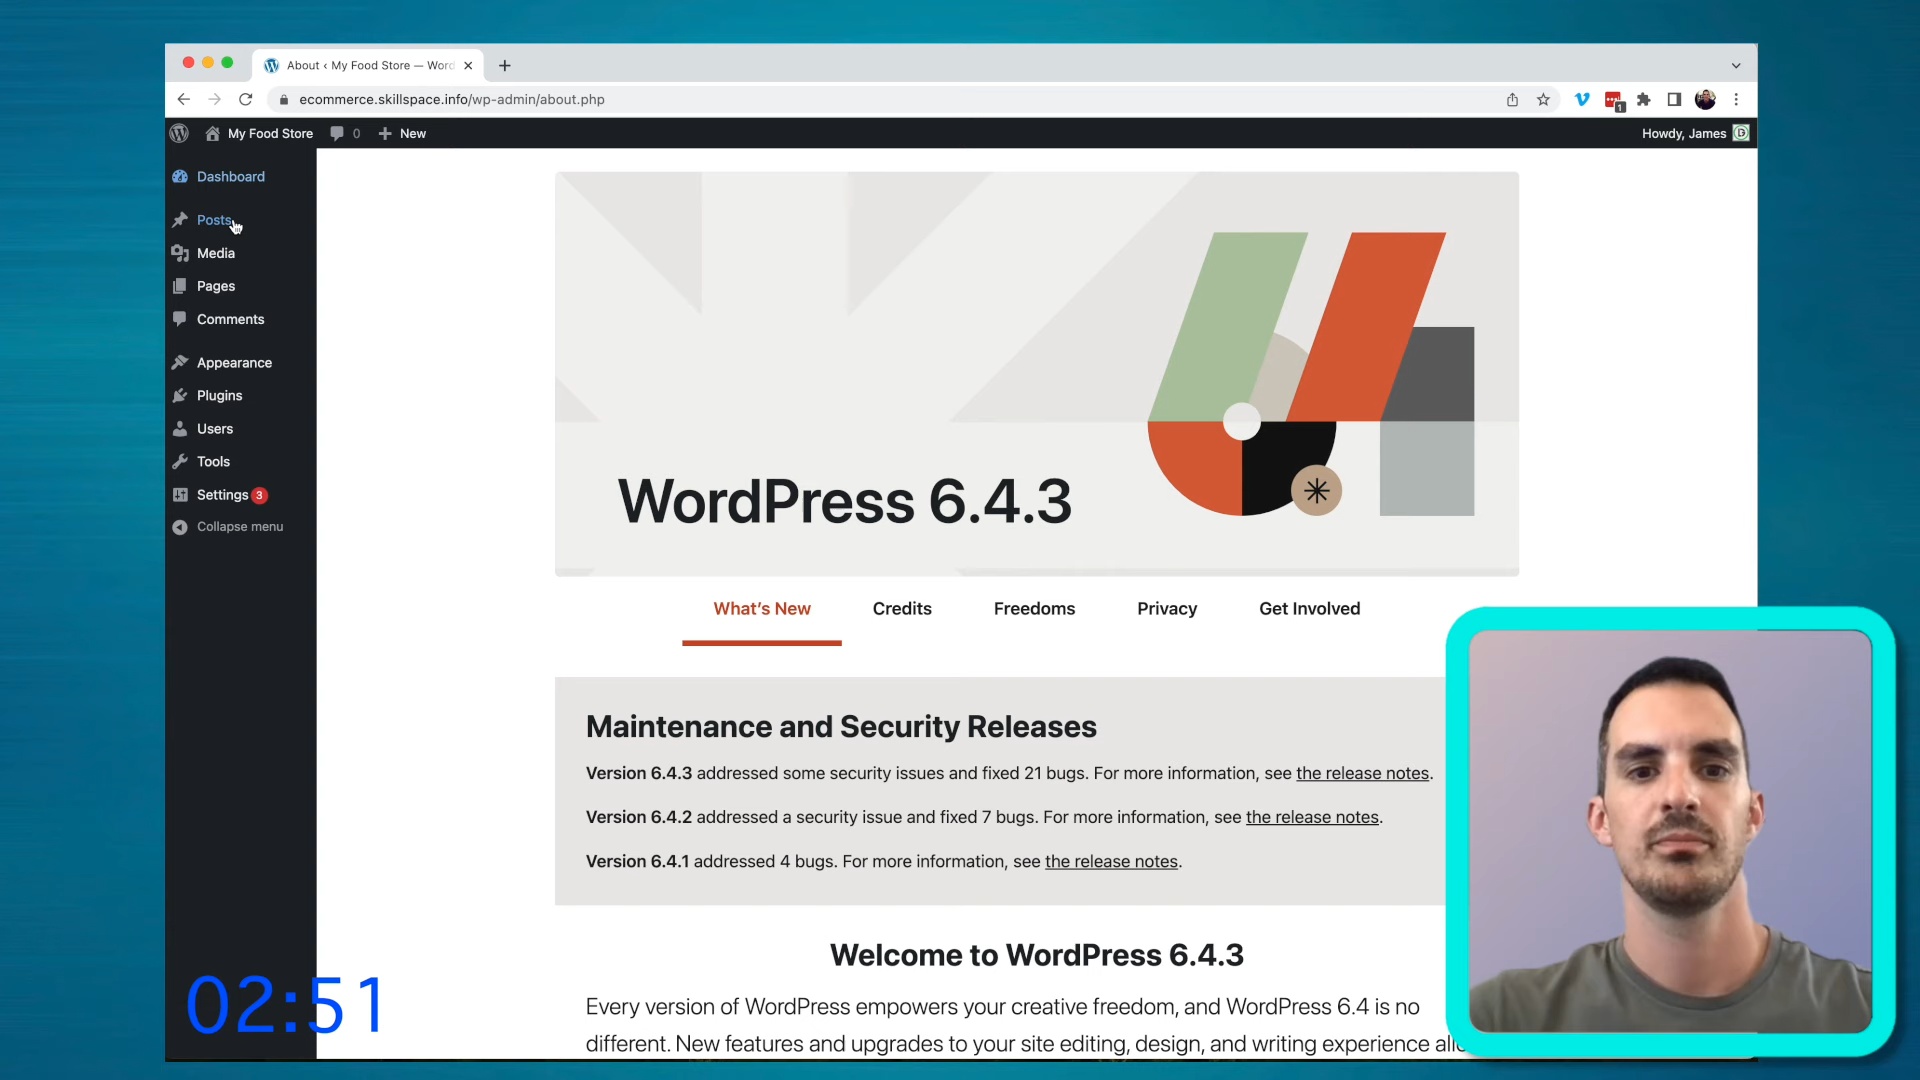 About ‹ My Food Store — Word
ecommerce.skillspace.info/wp-admin/about.php
1
My Food Store 0 New
Howdy, James
Dashboard
Posts
Media
Pages
Comments
Appearance
Plugins
Users
Tools
Settings 3
Collapse menu
WordPress 6.4.3
What's New Credits Freedoms Privacy Get Involved
Maintenance and Security Releases
Version 6.4.3 addressed some security issues and fixed 21 bugs. For more information, see the release notes.
Version 6.4.2 addressed a security issue and fixed 7 bugs. For more information, see the release notes.
Version 6.4.1 addressed 4 bugs. For more information, see the release notes.
Welcome to WordPress 6.4.3
Every version of WordPress empowers your creative freedom, and WordPress 6.4 is no
different. New features and upgrades to your site editing, design, and writing experience
02:51